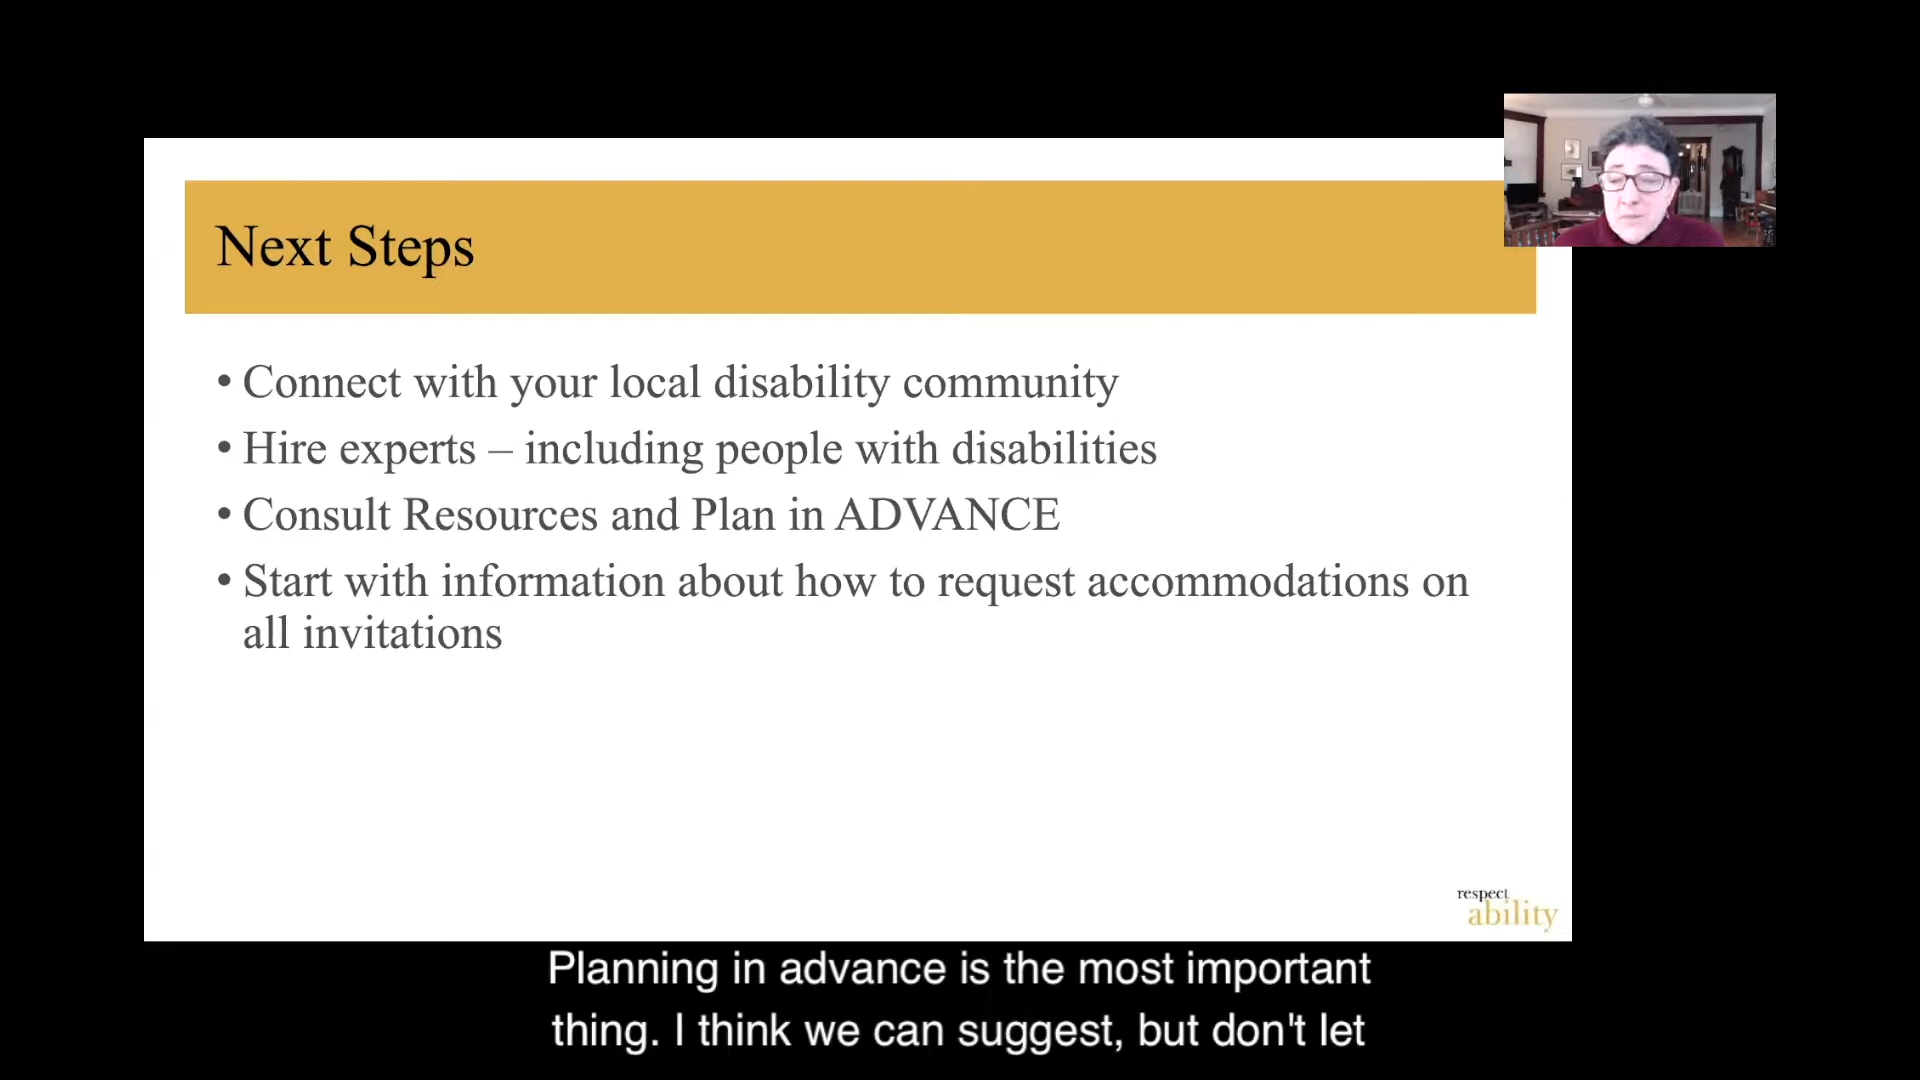 Next Steps
• Connect with your local disability community
• Hire experts – including people with disabilities
• Consult Resources and Plan in ADVANCE
• Start with information about how to request accommodations on
all invitations
respect
ability
Planning in advance is the most important
thing. I think we can suggest, but don't let